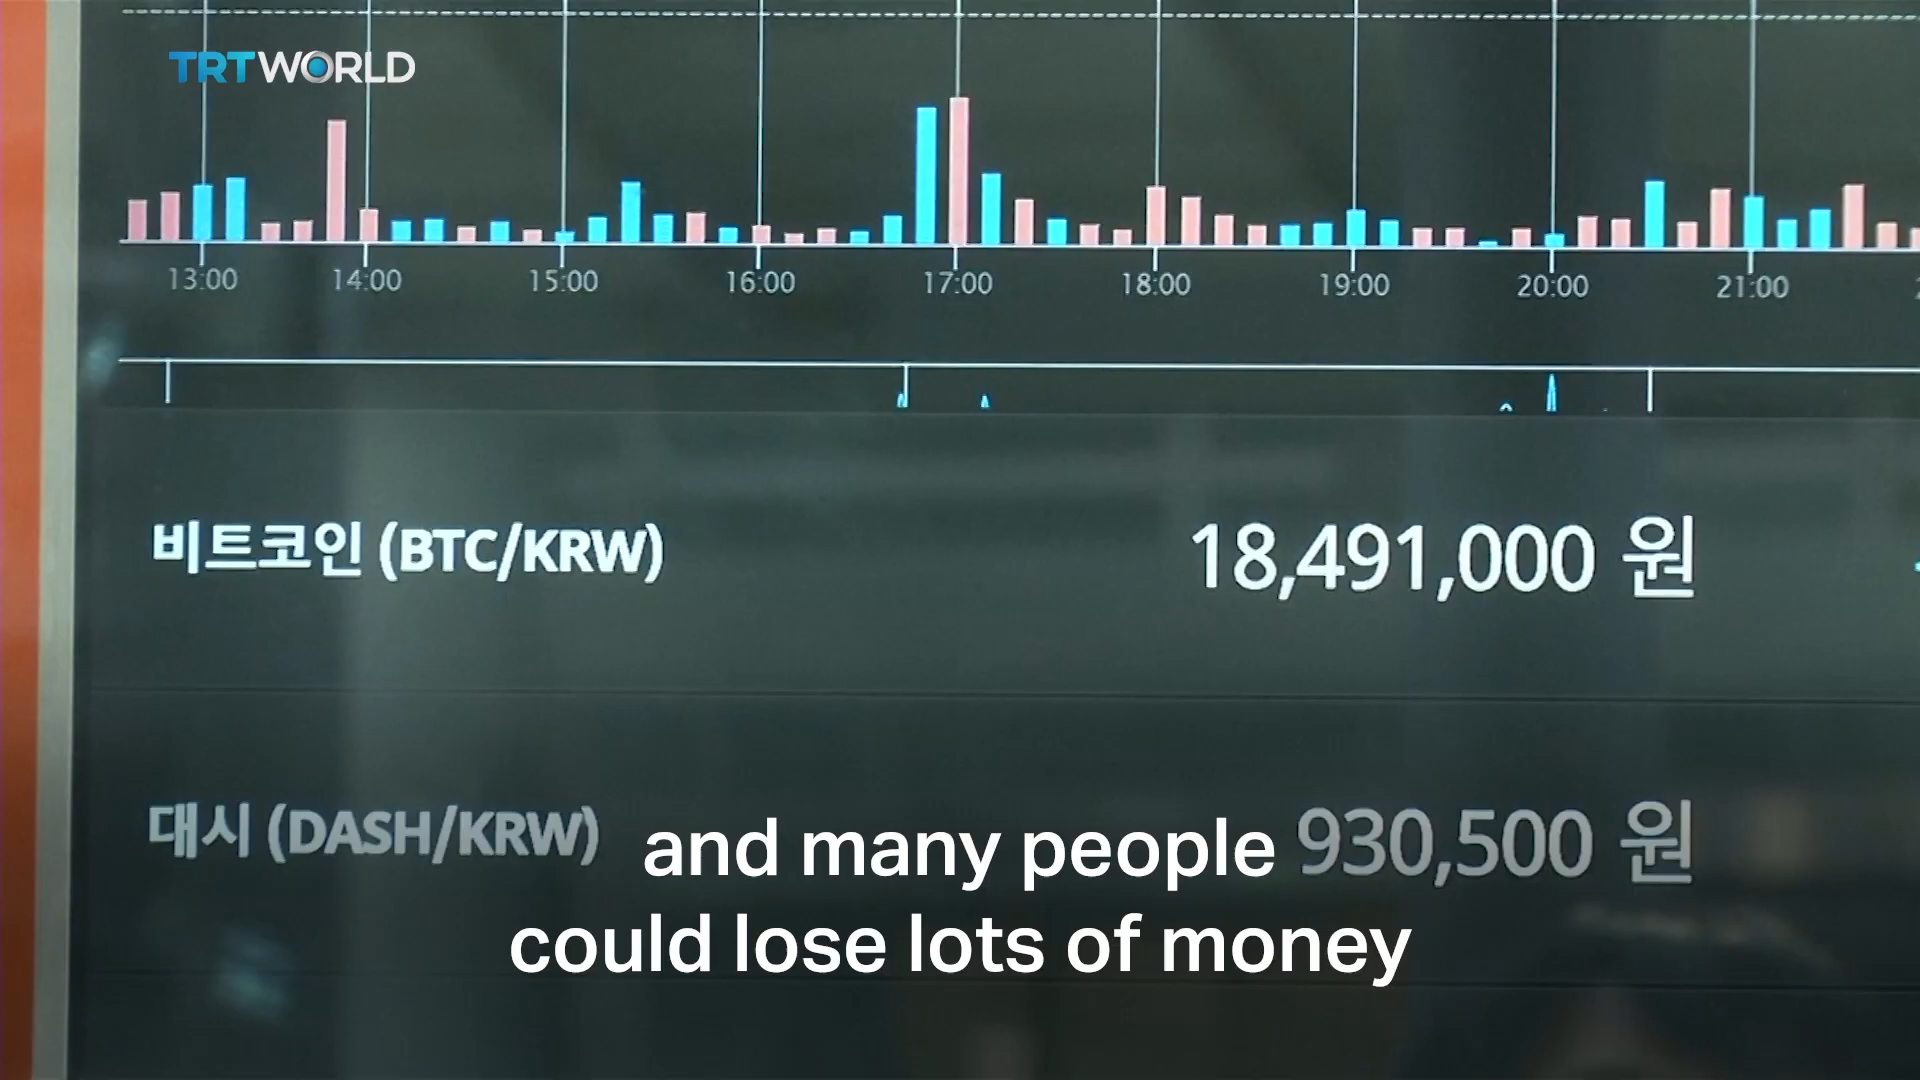 TRT WORLD
13:00 14:00 15:00 16:00 17:00 18:00 19:00 20:00 21:00
비트코인 (BTC/KRW) 18,491,000 원
대시 (DASH/KRW) 930,500 원
and many people
could lose lots of money